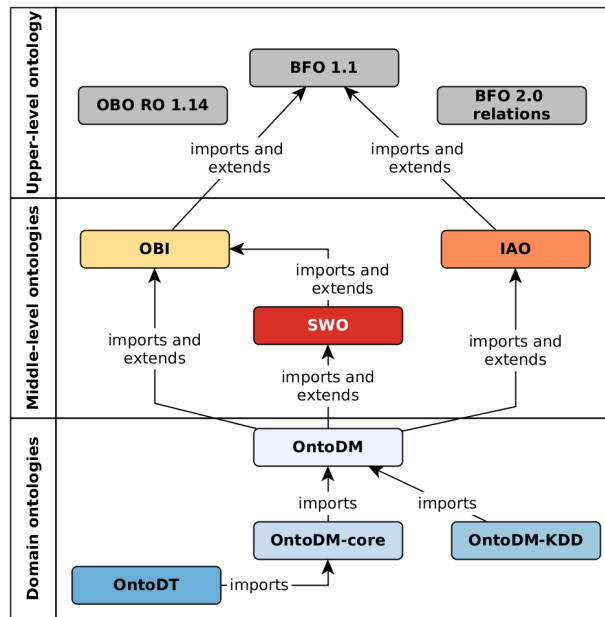 Upper-level ontology
BFO 1.1
OBO RO 1.14
BFO 2.0
relations
imports and
extends
imports and
extends
Middle-level ontologies
OBI
IAO
imports and
extends
SWO
imports and
extends
imports and
extends
imports and
extends
Domain ontologies
OntoDM
imports
imports
OntoDM-core
OntoDM-KDD
OntoDT
imports